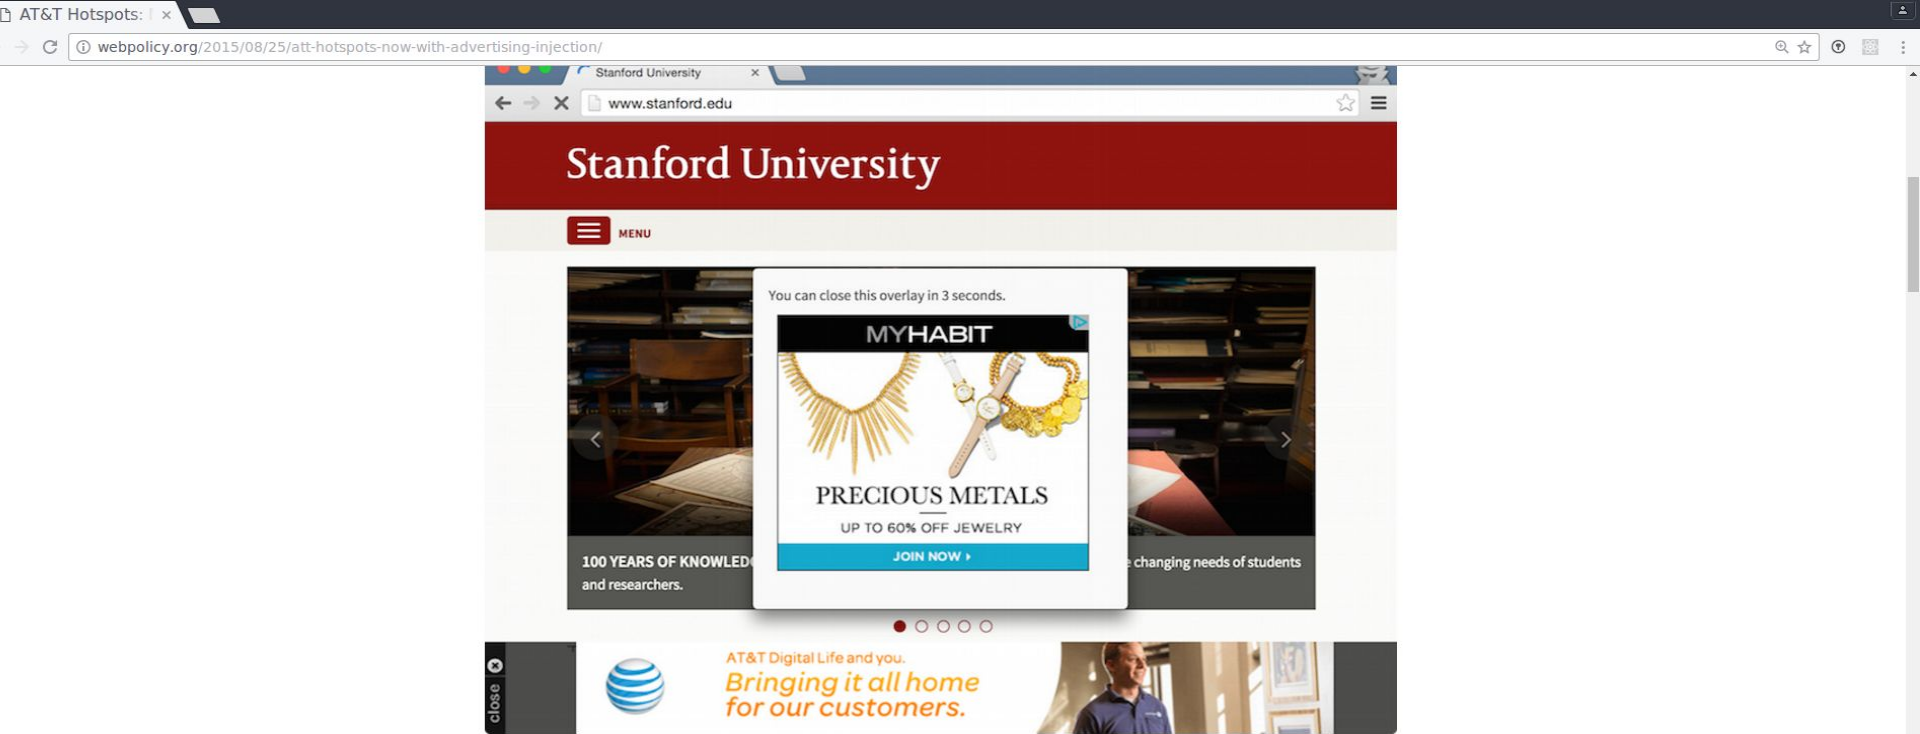 AT&T Hotspots:
webpolicy.org/2015/08/25/att-hotspots-now-with-advertising-injection/
Stanford University
www.stanford.edu
Stanford University
MENU
You can close this overlay in 3 seconds.
MYHABIT
PRECIOUS METALS
UP TO 60% OFF JEWELRY
JOIN NOW
100 YEARS OF
changing needs of students
and researchers.
AT&T Digital Life and you.
Bringing it all home
for our customers.
close